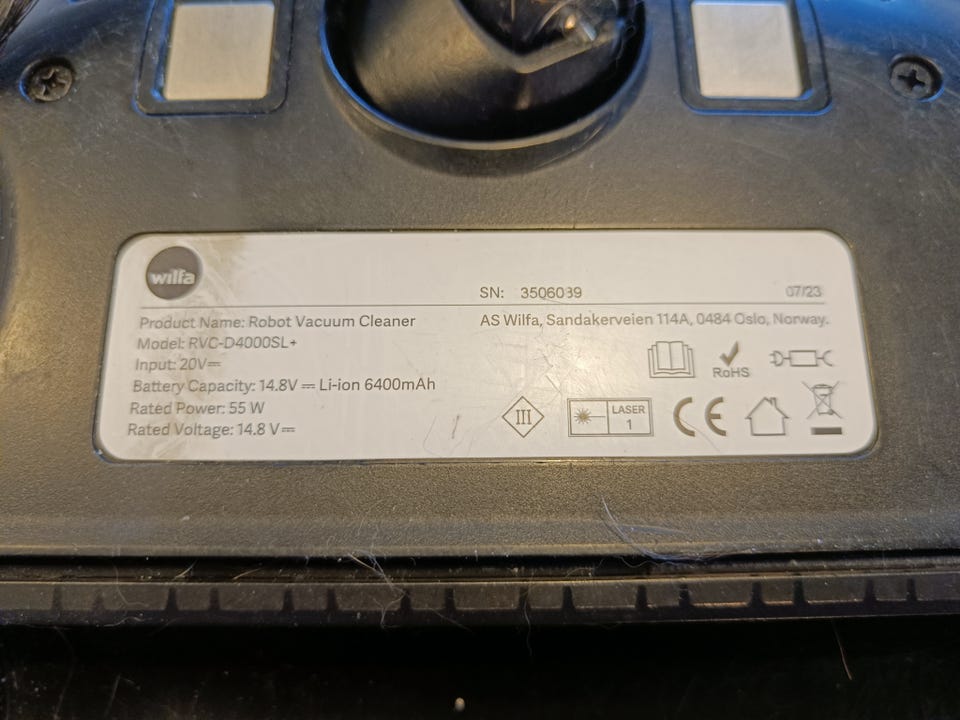 wilfa
SN: 3506039 07/23
Product Name: Robot Vacuum Cleaner
AS Wilfa, Sandakerveien 114A, 0484 Oslo, Norway.
Model: RVC-D4000SL+
Input: 20V⎓
Battery Capacity: 14.8V ⎓ Li-ion 6400mAh
Rated Power: 55 W
Rated Voltage: 14.8 V⎓
RoHS
III
LASER
1
CE